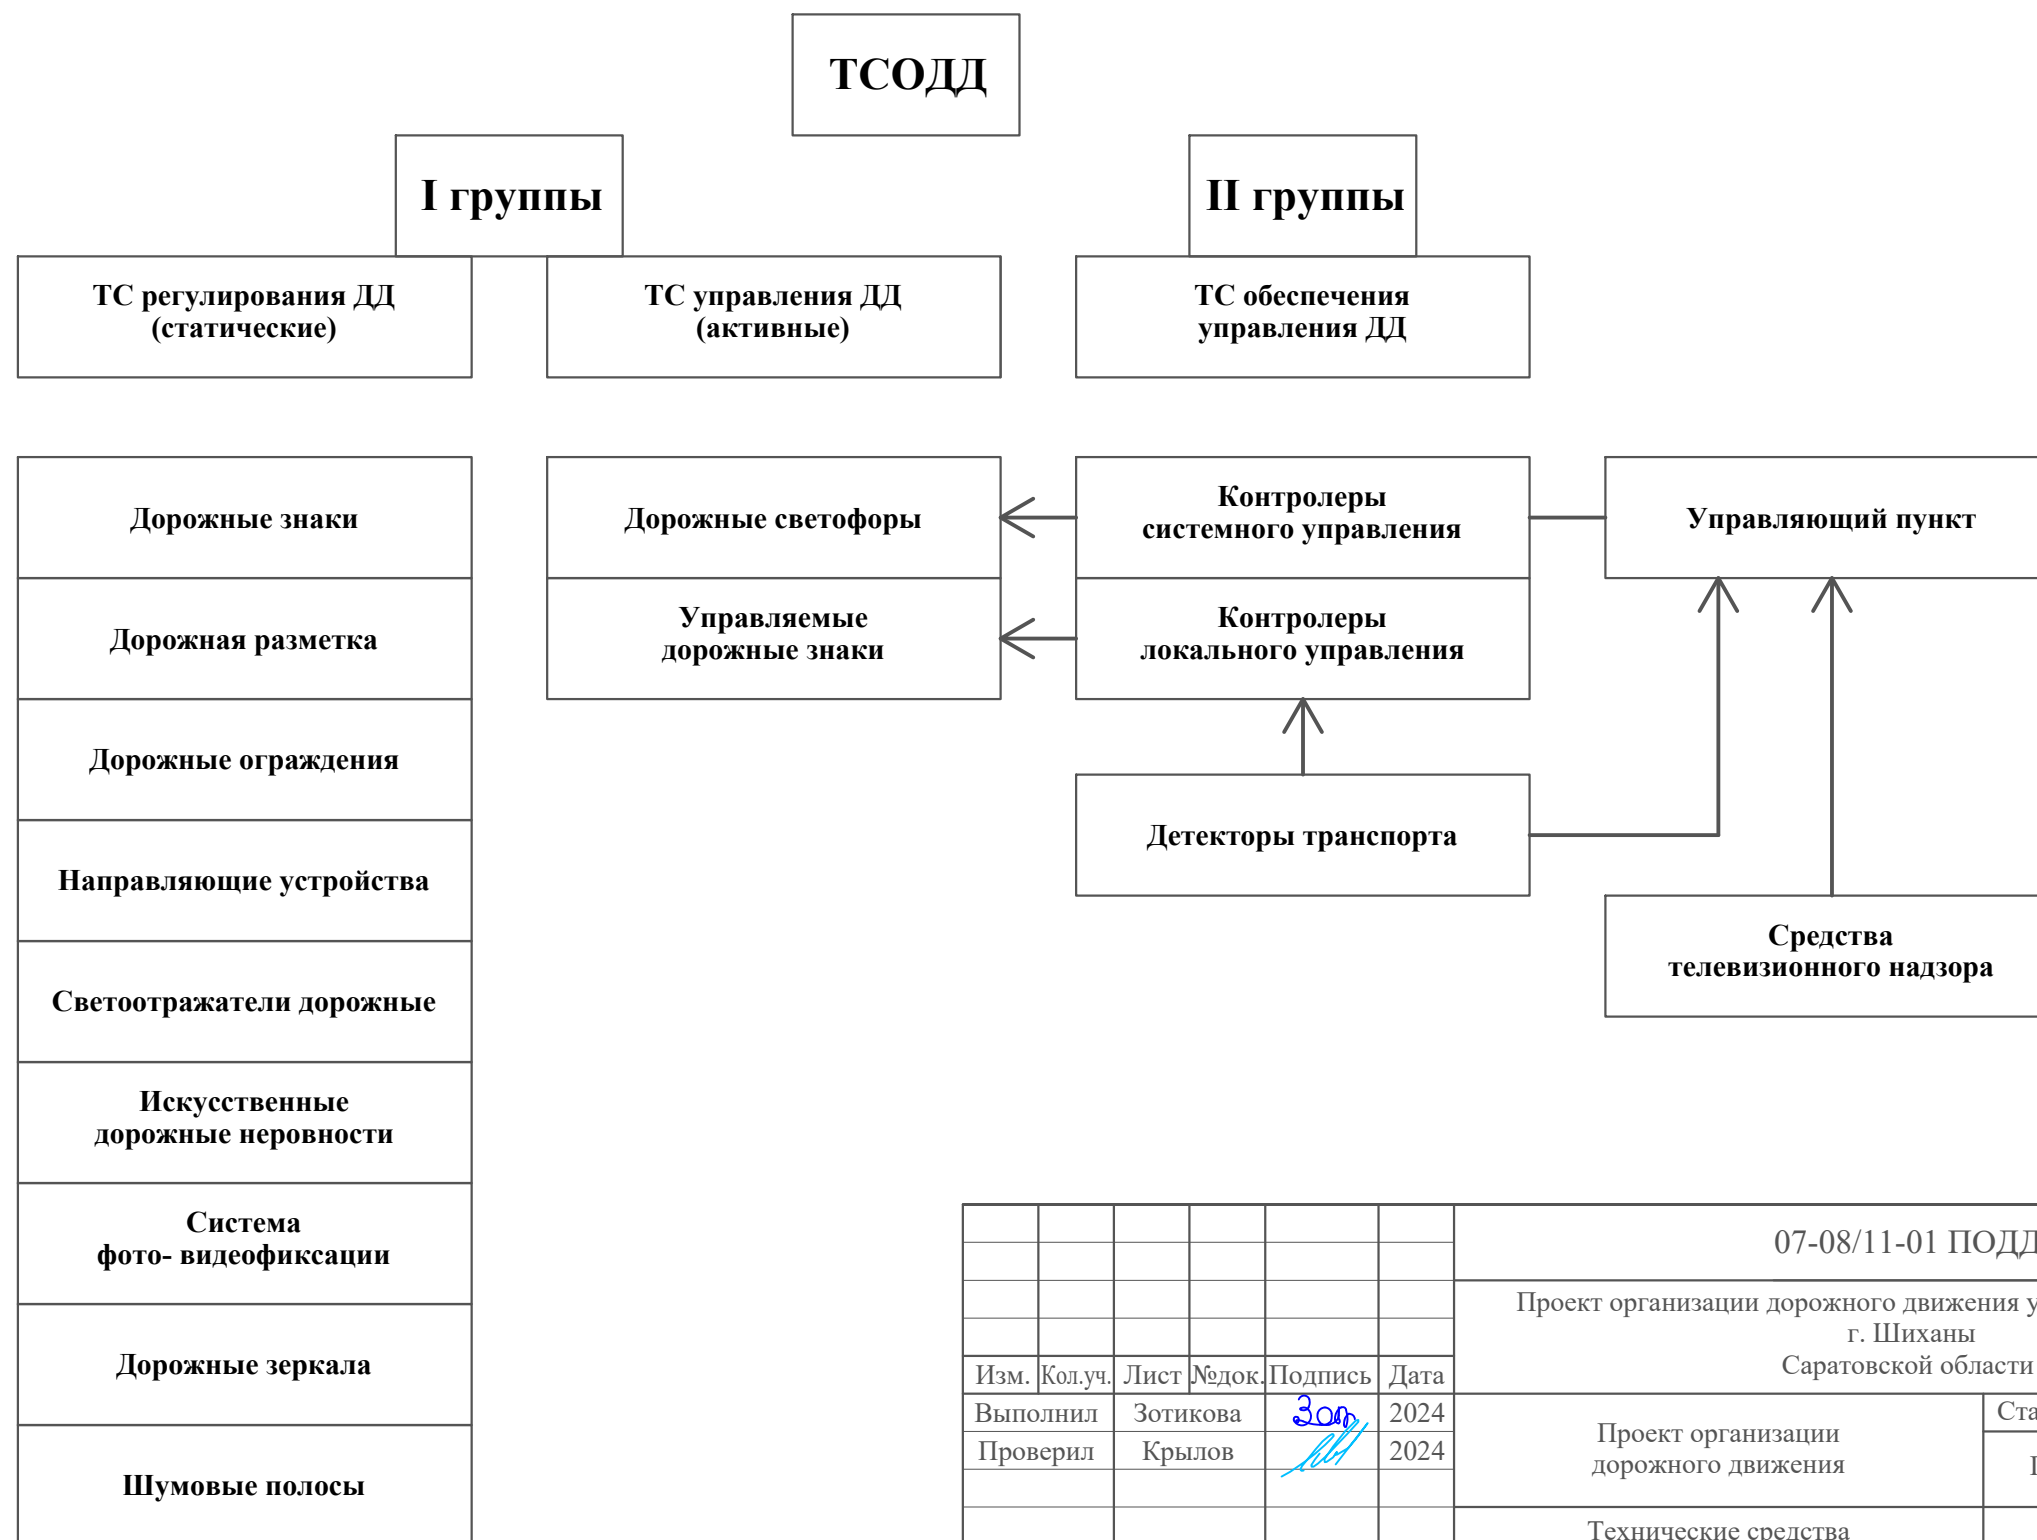 ТСОДД
I группы
II группы
ТС регулирования ДД
(статические)
ТС управления ДД
(активные)
ТС обеспечения
управления ДД
Дорожные знаки
Дорожные светофоры
Контролеры
системного управления
Управляющий пункт
Дорожная разметка
Управляемые
дорожные знаки
Контролеры
локального управления
Дорожные ограждения
Детекторы транспорта
Направляющие устройства
Средства
телевизионного надзора
Светоотражатели дорожные
Искусственные
дорожные неровности
Система
фото- видеофиксации
Дорожные зеркала
Шумовые полосы
07-08/11-01 ПОДД
Проект организации дорожного движения
г. Шиханы
Саратовской области
Изм. Кол.уч. Лист №док. Подпись Дата
Выполнил Зотикова Зот 2024
Проверил Крылов 2024
Проект организации
дорожного движения
Технические средства